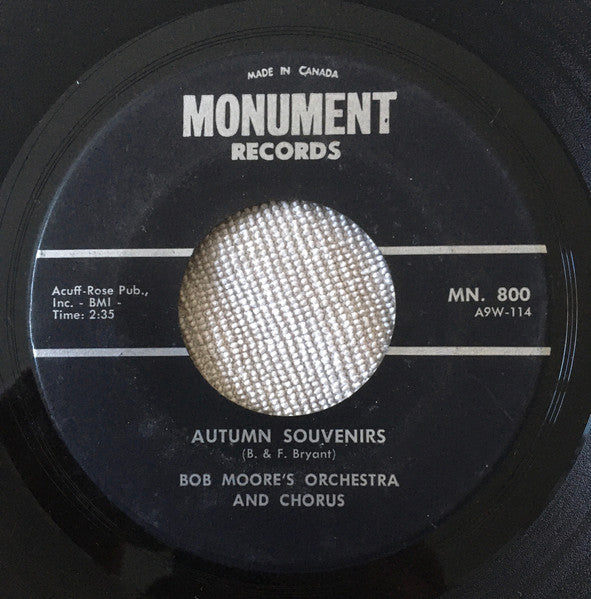 MADE IN CANADA
MONUMENT
RECORDS
Acuff-Rose Pub.,
Inc. - BMI -
Time: 2:35
MN. 800
A9W-114
AUTUMN SOUVENIRS
(B. & F. Bryant)
BOB MOORE'S ORCHESTRA
AND CHORUS